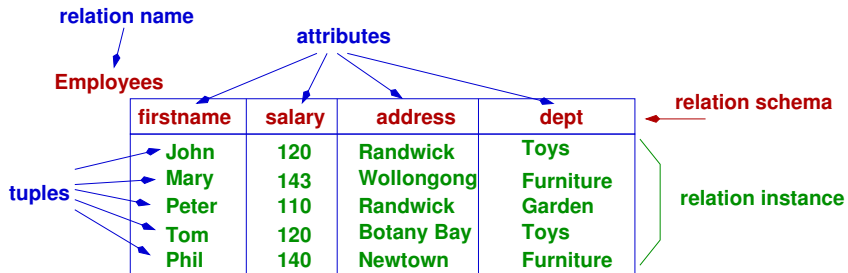 relation name
attributes
Employees
firstname salary address dept
relation schema
John 120 Randwick Toys
Mary 143 Wollongong Furniture
tuples
Peter 110 Randwick Garden
relation instance
Tom 120 Botany Bay Toys
Phil 140 Newtown Furniture